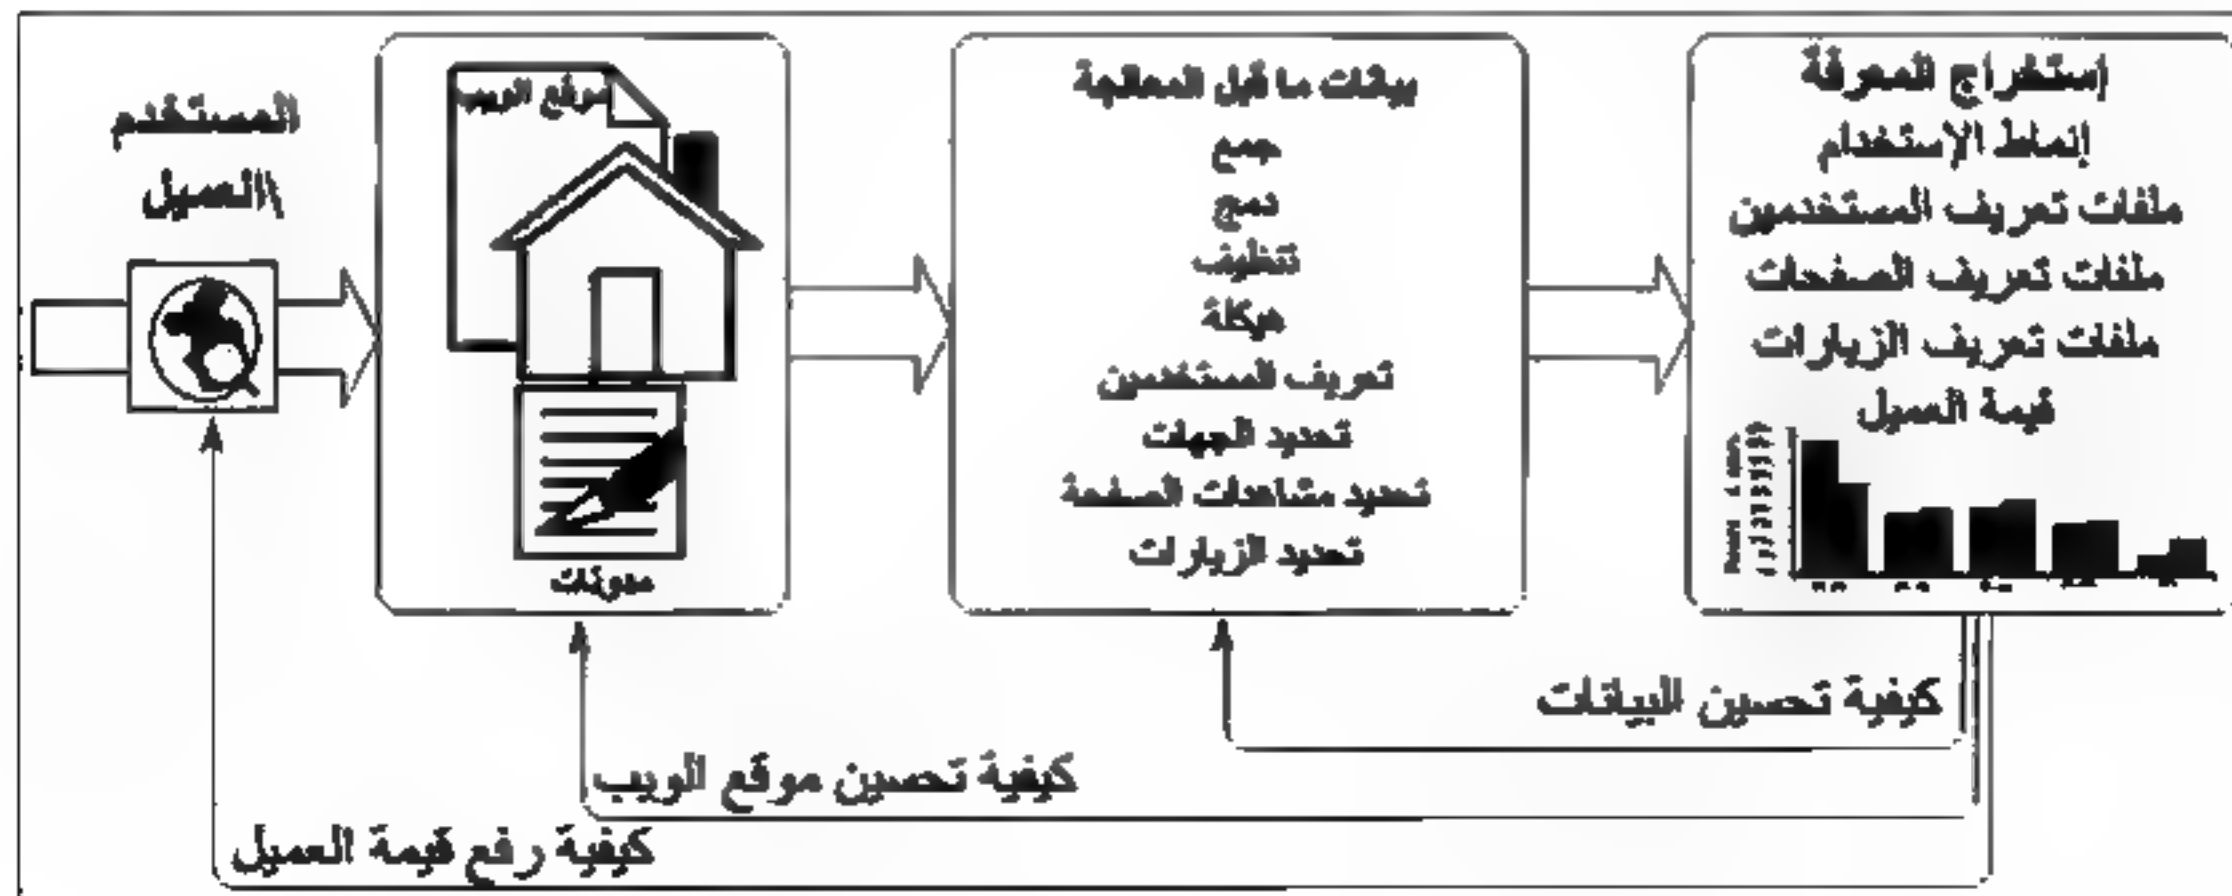 المستخدم
\العميل
موقع الويب
مدونات
بيانات ما قبل المعالجة
جمع
دمج
تنظيف
هيكلة
تعريف المستخدمين
تحديد الجهات
تحديد مشاهدات الصفحة
تحديد الزيارات
إستخراج المعرفة
إنماط الإستخدام
ملفات تعريف المستخدمين
ملفات تعريف الصفحات
ملفات تعريف الزيارات
قيمة العميل
كيفية تحسين البيانات
كيفية تحسين موقع الويب
كيفية رفع قيمة العميل